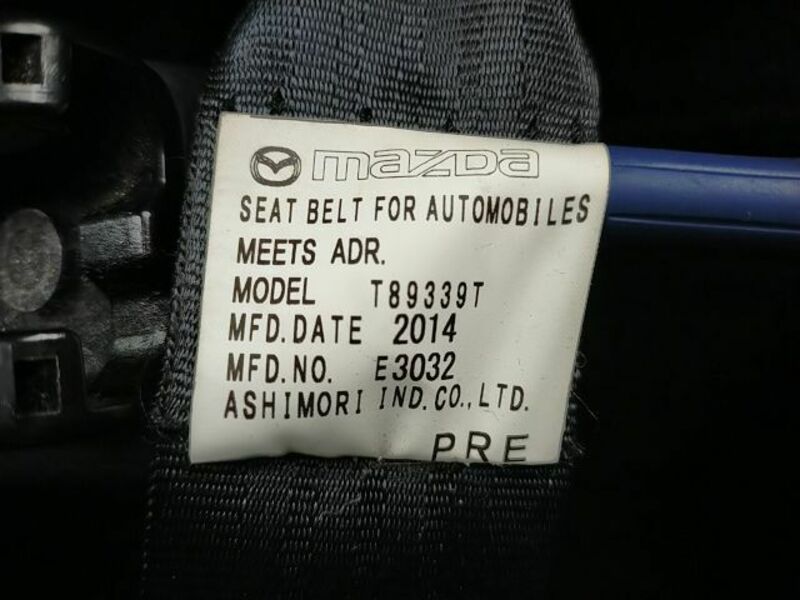 mazda
SEAT BELT FOR AUTOMOBILES
MEETS ADR.
MODEL T89339T
MFD.DATE 2014
MFD.NO. E3032
ASHIMORI IND.CO.,LTD.
PRE